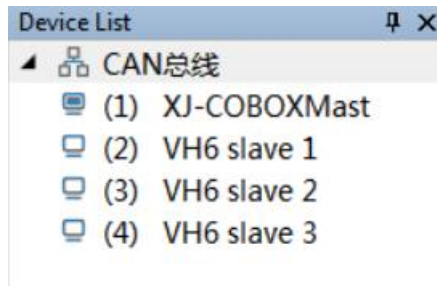 Device List
CAN总线
(1) XJ-COBOXMast
(2) VH6 slave 1
(3) VH6 slave 2
(4) VH6 slave 3